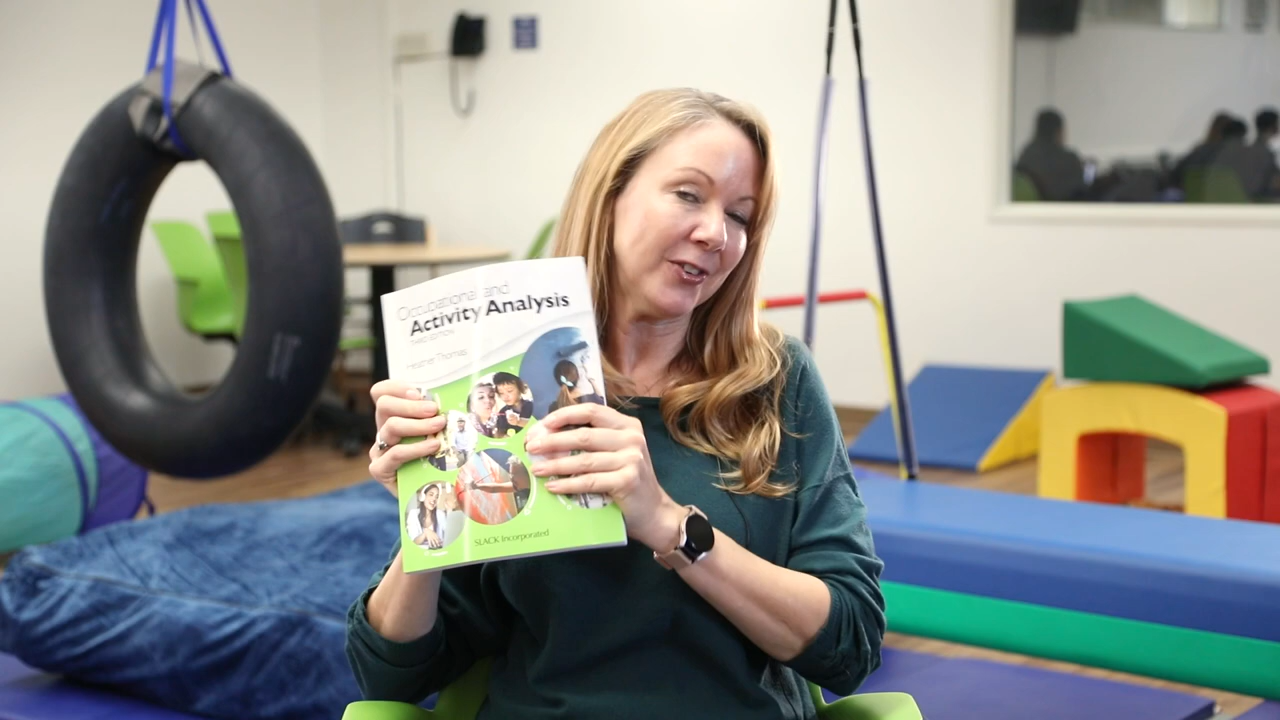 Occupational and
Activity Analysis
THIRD EDITION
Heather Thomas
SLACK Incorporated